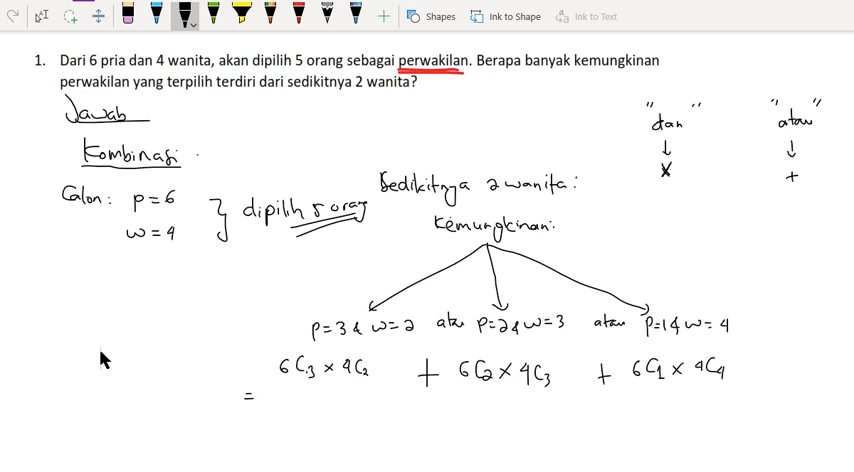 Shapes Ink to Shape Ink to Text
1. Dari 6 pria dan 4 wanita, akan dipilih 5 orang sebagai perwakilan. Berapa banyak kemungkinan
perwakilan yang terpilih terdiri dari sedikitnya 2 wanita?
Jawab
"dan" "atau"
↓ ↓
× +
Kombinasi
Calon: P=6
w=4
} dipilih 5 orang
Sedikitnya 2 wanita:
Kemungkinan:
P=3 & w=2 atau P=2 & w=3 atau P=1 & w=4
6C3 × 4C2 + 6C2 × 4C3 + 6C1 × 4C4
=